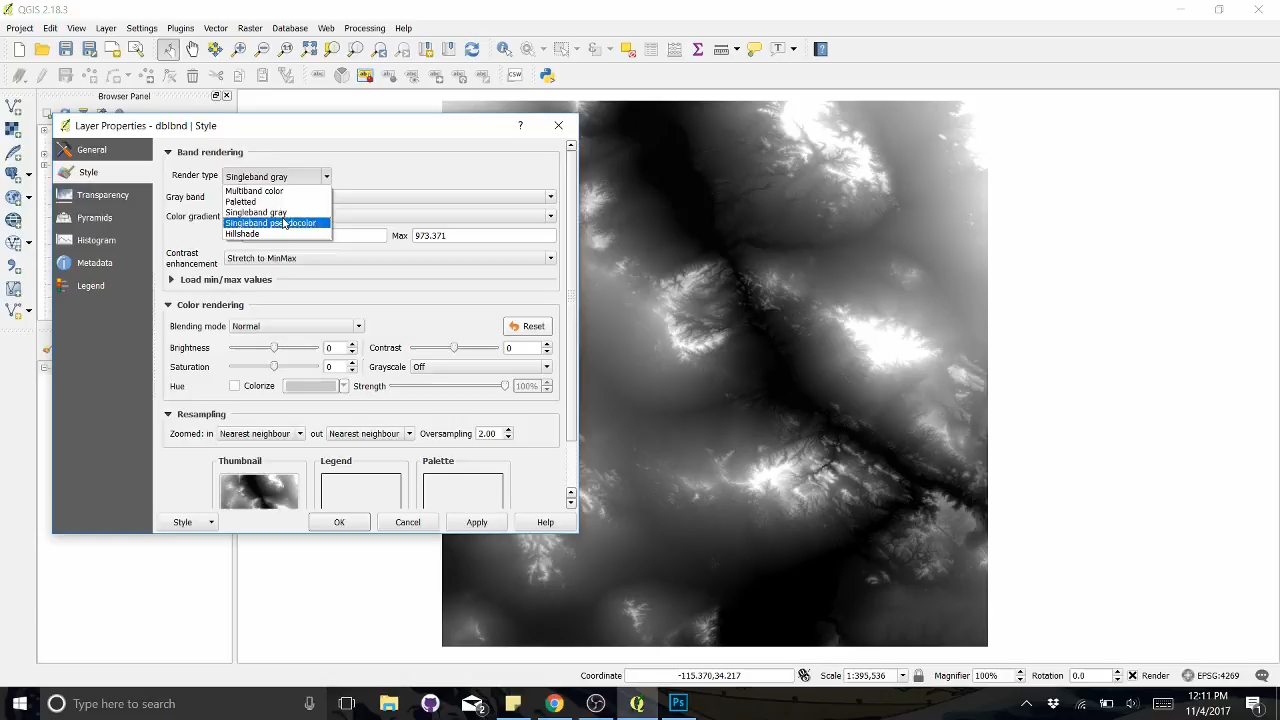 QGIS 2.18.3
Project Edit View Layer Settings Plugins Vector Raster Database Web Processing Help
Browser Panel
Layer Properties - dblbnd | Style
General
Style
Transparency
Pyramids
Histogram
Metadata
Legend
Band rendering
Render type Singleband gray
Multiband color
Paletted
Singleband gray
Singleband pseudocolor
Hillshade
Gray band
Color gradient
Max 973.371
Contrast enhancement Stretch to MinMax
Load min/max values
Color rendering
Blending mode Normal Reset
Brightness 0 Contrast 0
Saturation 0 Grayscale Off
Hue Colorize Strength 100%
Resampling
Zoomed: in Nearest neighbour out Nearest neighbour Oversampling 2.00
Thumbnail Legend Palette
Style OK Cancel Apply Help
Coordinate -115.370,34.217 Scale 1:395,536 Magnifier 100% Rotation 0.0 Render EPSG:4269
Type here to search
12:11 PM
11/4/2017